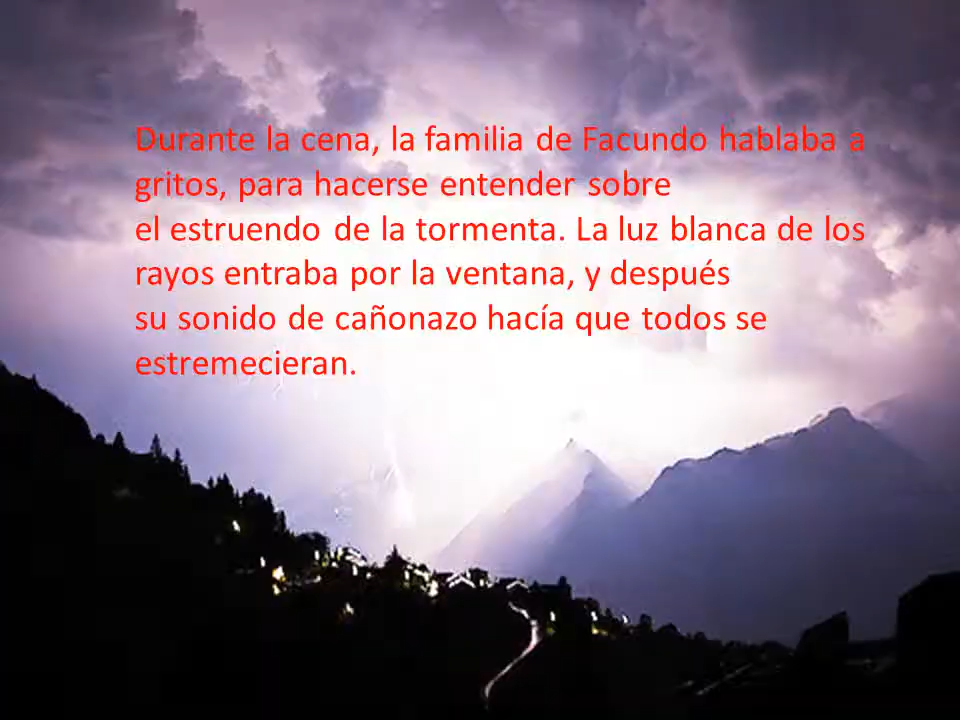 Durante la cena, la familia de Facundo hablaba a
gritos, para hacerse entender sobre
el estruendo de la tormenta. La luz blanca de los
rayos entraba por la ventana, y después
su sonido de cañonazo hacía que todos se
estremecieran.